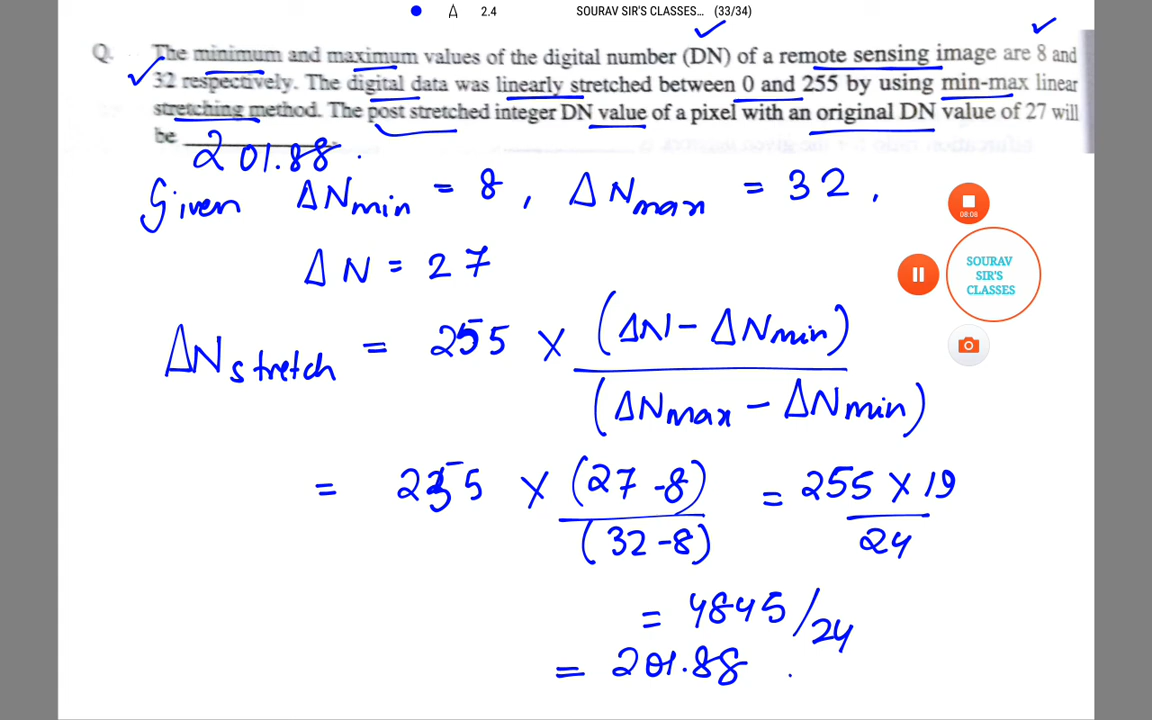 Δ 2.4 SOURAV SIR'S CLASSES... (33/34)
Q. The minimum and maximum values of the digital number (DN) of a remote sensing image are 8 and
32 respectively. The digital data was linearly stretched between 0 and 255 by using min-max linear
stretching method. The post stretched integer DN value of a pixel with an original DN value of 27 will
be 201.88.
Given ΔNmin = 8, ΔNmax = 32,
08:06
ΔN = 27
SOURAV
SIR'S
CLASSES
ΔNstretch = 255 × (ΔN - ΔNmin)
(ΔNmax - ΔNmin)
= 255 × (27-8) = 255 × 19
(32-8) 24
= 4845/24
= 201.88.